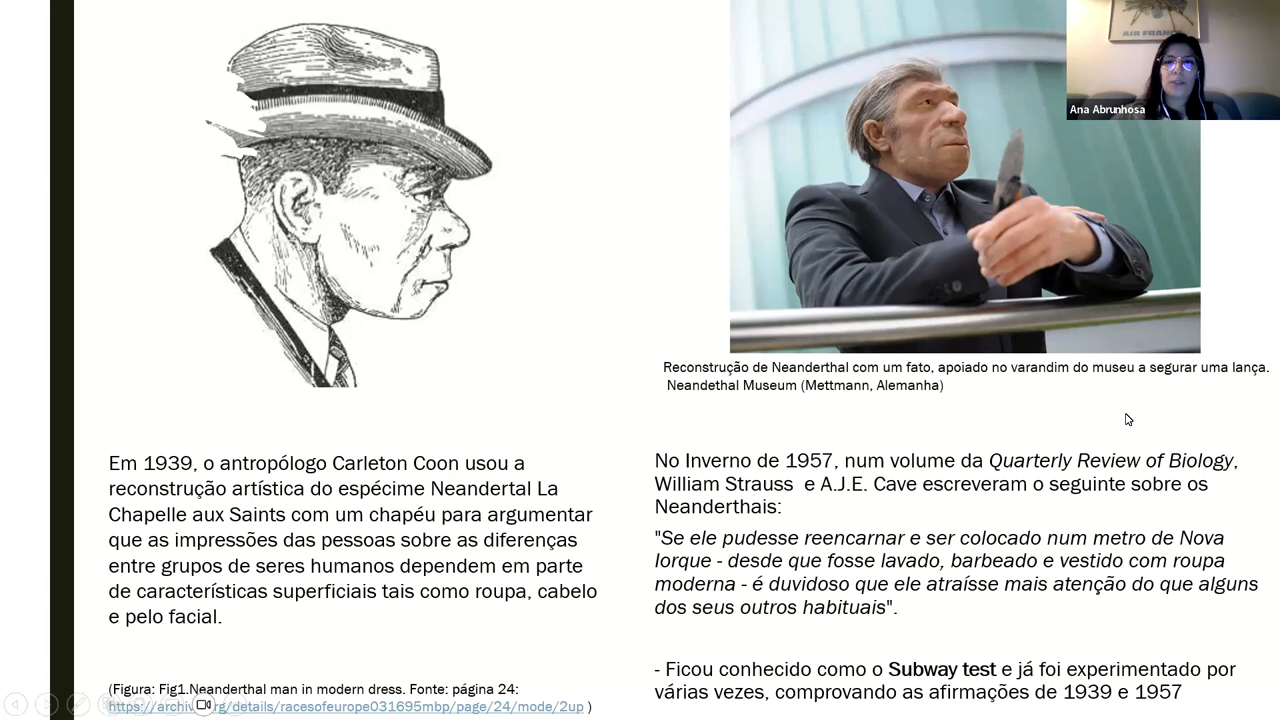 AIR FRANCE
Ana Abrunhosa
Reconstrução de Neanderthal com um fato, apoiado no varandim do museu a segurar uma lança.
Neandethal Museum (Mettmann, Alemanha)
Em 1939, o antropólogo Carleton Coon usou a
reconstrução artística do espécime Neandertal La
Chapelle aux Saints com um chapéu para argumentar
que as impressões das pessoas sobre as diferenças
entre grupos de seres humanos dependem em parte
de características superficiais tais como roupa, cabelo
e pelo facial.
(Figura: Fig1.Neanderthal man in modern dress. Fonte: página 24:
https://archive.org/details/racesofeurope031695mbp/page/24/mode/2up )
No Inverno de 1957, num volume da Quarterly Review of Biology,
William Strauss e A.J.E. Cave escreveram o seguinte sobre os
Neanderthais:
"Se ele pudesse reencarnar e ser colocado num metro de Nova
Iorque - desde que fosse lavado, barbeado e vestido com roupa
moderna - é duvidoso que ele atraísse mais atenção do que alguns
dos seus outros habituais".
- Ficou conhecido como o Subway test e já foi experimentado por
várias vezes, comprovando as afirmações de 1939 e 1957